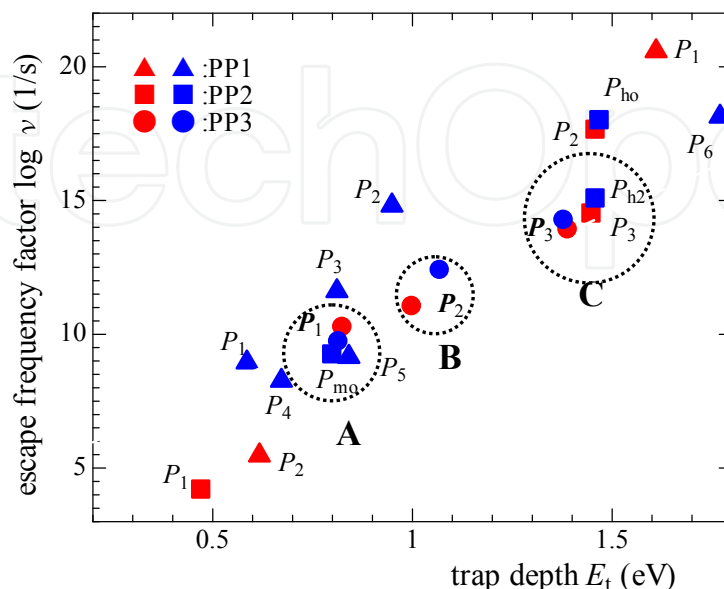 techOpe
:PP1
:PP2
:PP3
20
15
10
5
0.5
1
1.5
escape frequency factor log ν (1/s)
trap depth Et (eV)
P1
Pho
P2
P6
P2
Ph2
P3
P3
C
P3
P2
B
P1
P1
Pmo
P5
P4
A
P2
P1